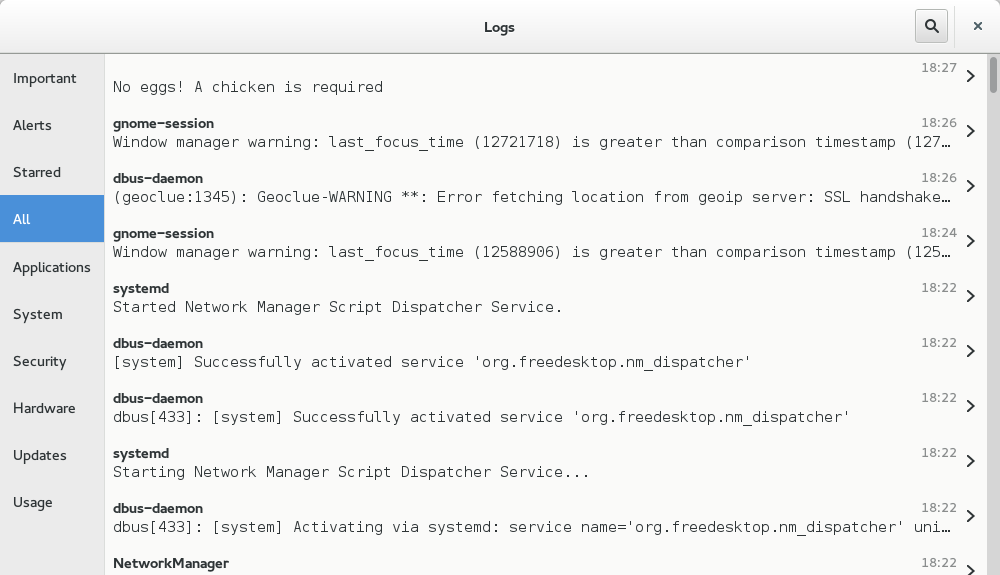 Logs
Important
Alerts
Starred
All
Applications
System
Security
Hardware
Updates
Usage
18:27
No eggs! A chicken is required
gnome-session 18:26
Window manager warning: last_focus_time (12721718) is greater than comparison timestamp (127…
dbus-daemon 18:26
(geoclue:1345): Geoclue-WARNING **: Error fetching location from geoip server: SSL handshake…
gnome-session 18:24
Window manager warning: last_focus_time (12588906) is greater than comparison timestamp (125…
systemd 18:22
Started Network Manager Script Dispatcher Service.
dbus-daemon 18:22
[system] Successfully activated service 'org.freedesktop.nm_dispatcher'
dbus-daemon 18:22
dbus[433]: [system] Successfully activated service 'org.freedesktop.nm_dispatcher'
systemd 18:22
Starting Network Manager Script Dispatcher Service...
dbus-daemon 18:22
dbus[433]: [system] Activating via systemd: service name='org.freedesktop.nm_dispatcher' uni…
NetworkManager 18:22